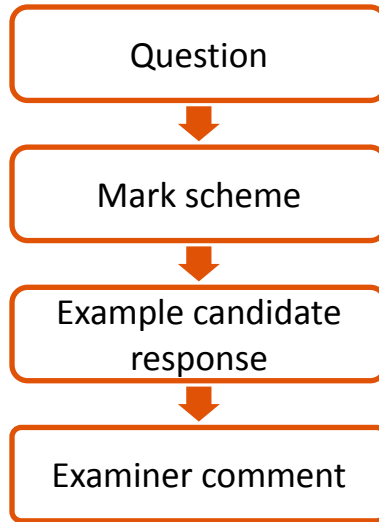 Question
Mark scheme
Example candidate
response
Examiner comment